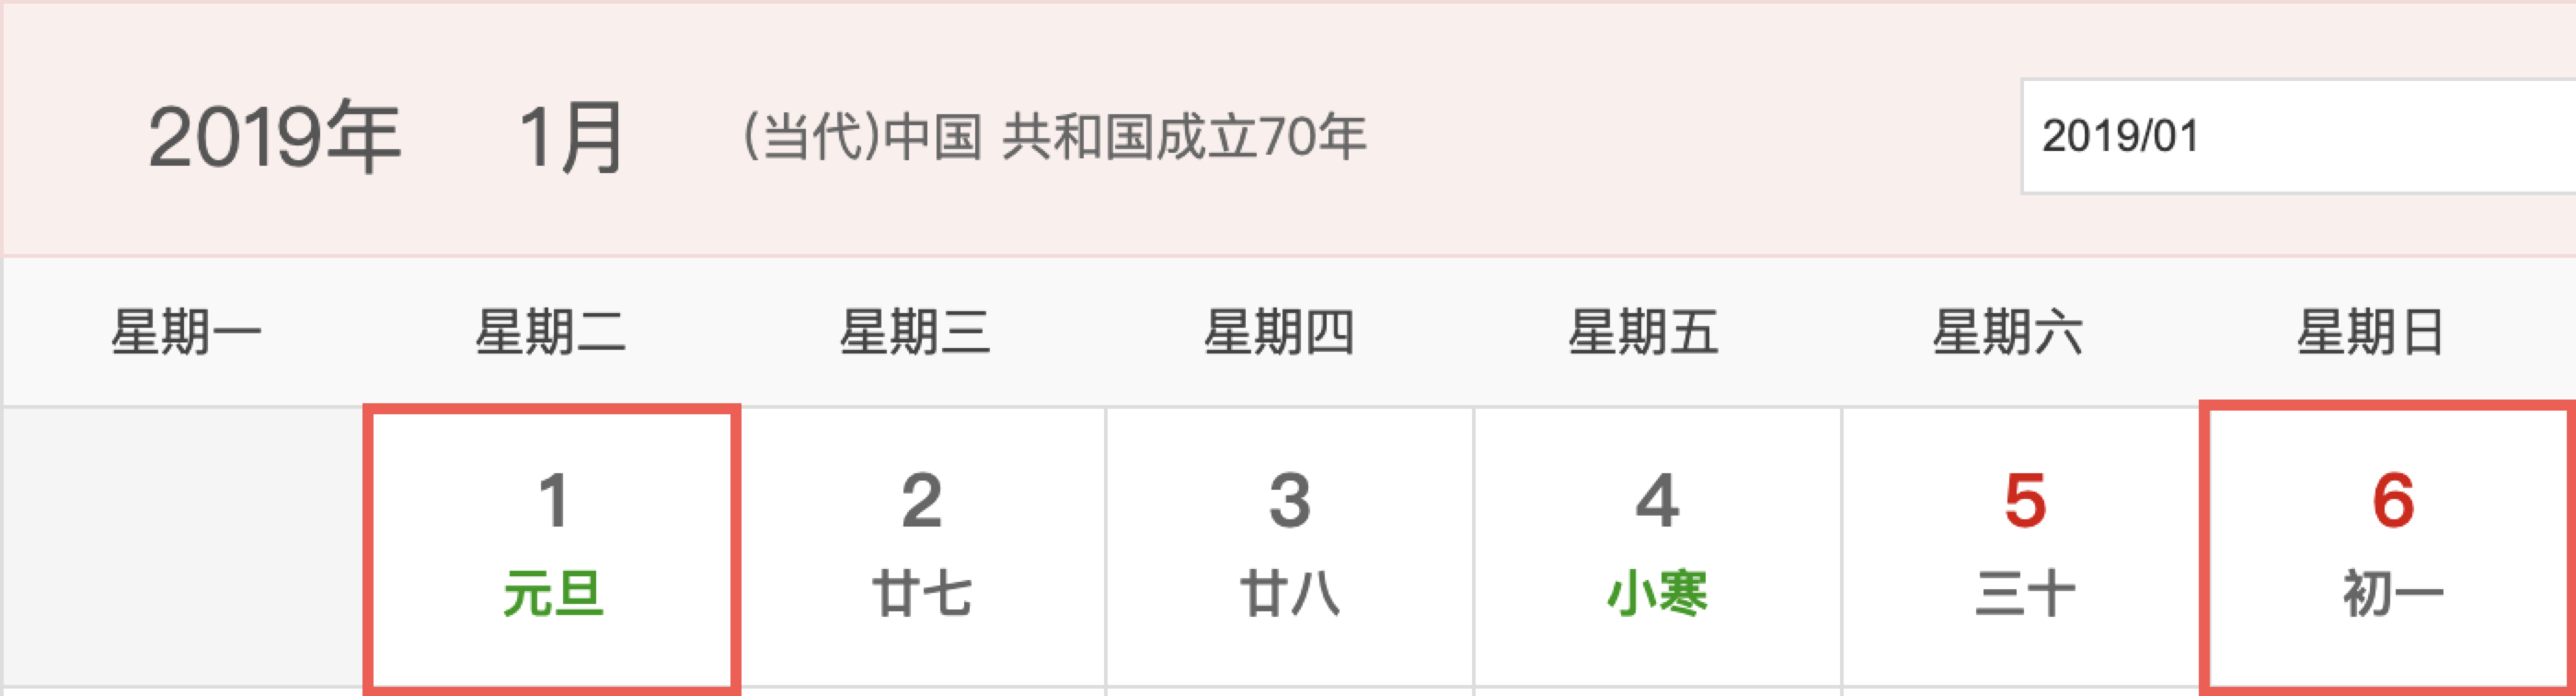 2019年 1月 (当代)中国 共和国成立70年 2019/01
星期一 星期二 星期三 星期四 星期五 星期六 星期日
1 2 3 4 5 6
元旦 廿七 廿八 小寒 三十 初一